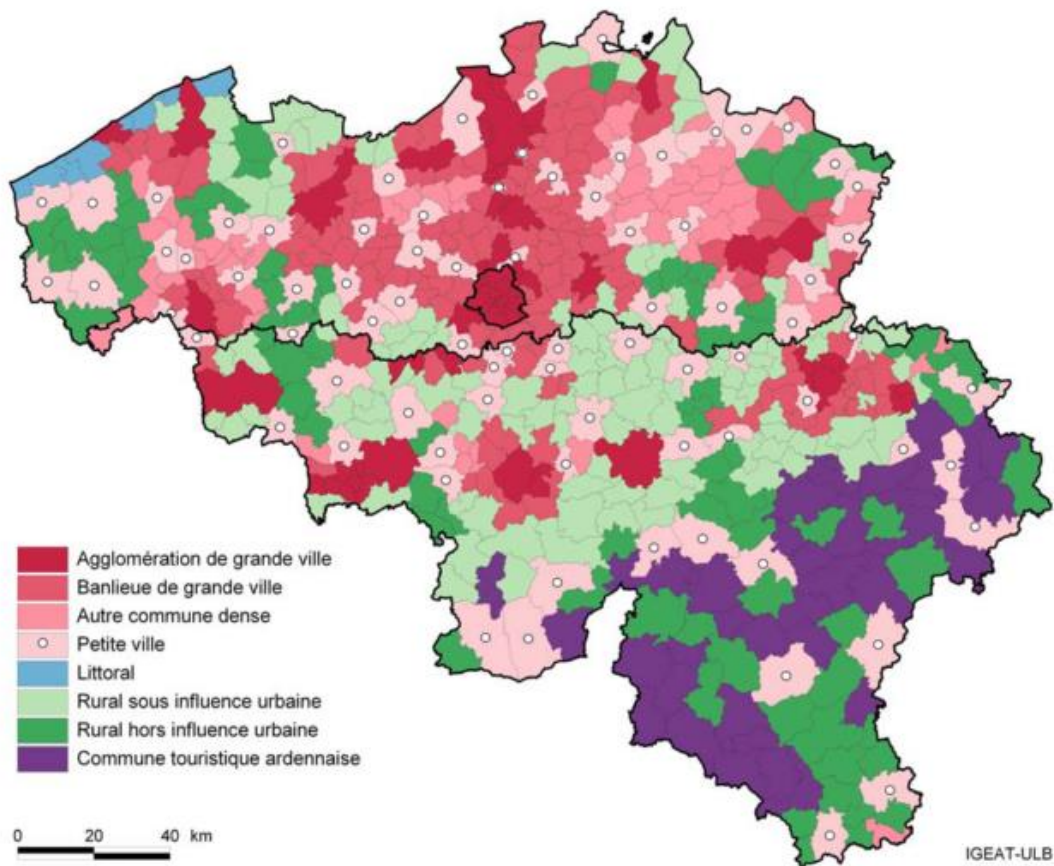 Agglomération de grande ville
Banlieue de grande ville
Autre commune dense
Petite ville
Littoral
Rural sous influence urbaine
Rural hors influence urbaine
Commune touristique ardennaise
0 20 40 km
IGEAT-ULB